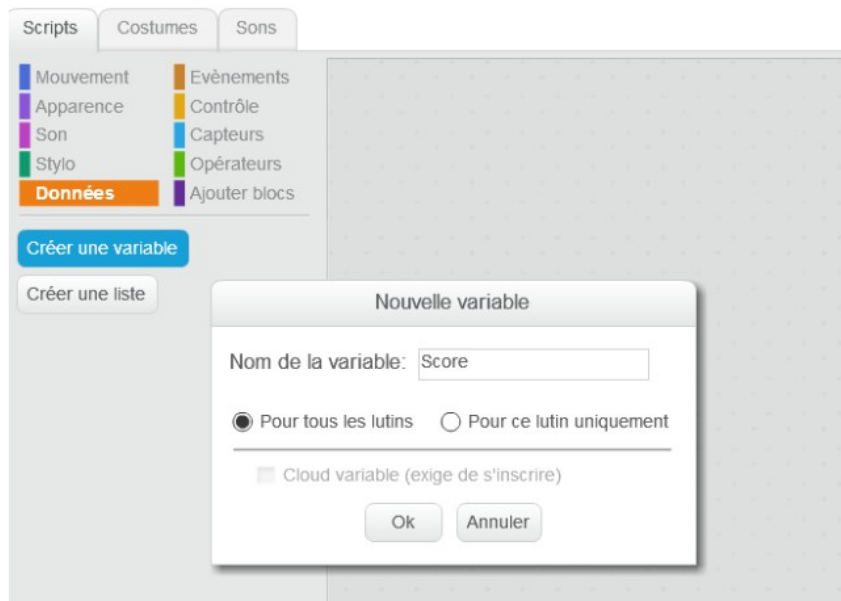 Scripts Costumes Sons
Mouvement Evènements
Apparence Contrôle
Son Capteurs
Stylo Opérateurs
Données Ajouter blocs
Créer une variable
Créer une liste
Nouvelle variable
Nom de la variable: Score
Pour tous les lutins Pour ce lutin uniquement
Cloud variable (exige de s'inscrire)
Ok Annuler